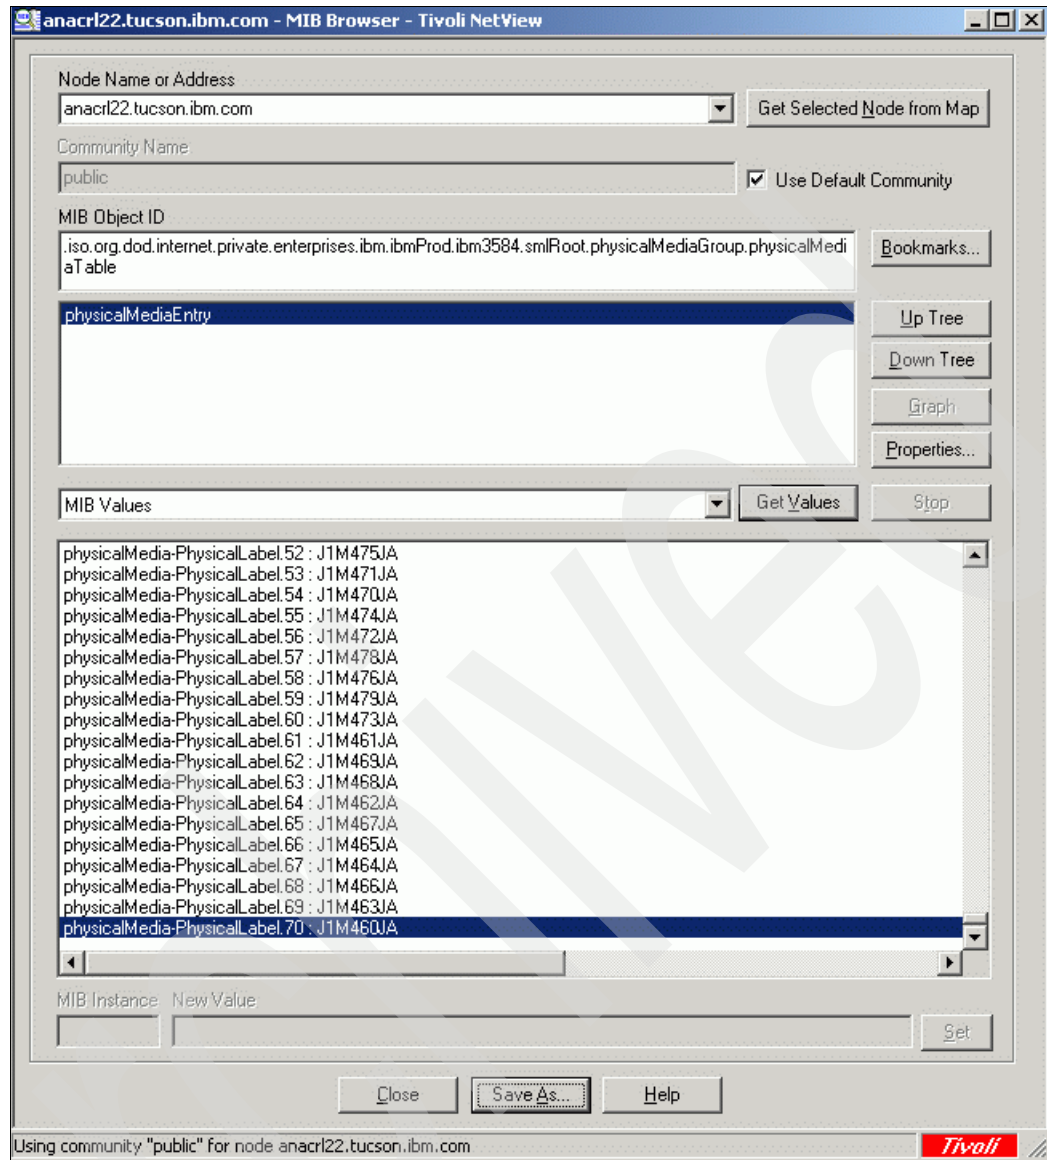 anacrl22.tucson.ibm.com - MIB Browser - Tivoli NetView
Node Name or Address
anacrl22.tucson.ibm.com
Get Selected Node from Map
Community Name
public
Use Default Community
MIB Object ID
.iso.org.dod.internet.private.enterprises.ibm.ibmProd.ibm3584.smlRoot.physicalMediaGroup.physicalMedi
aTable
Bookmarks...
physicalMediaEntry
Up Tree
Down Tree
Graph
Properties...
MIB Values
Get Values
Stop
physicalMedia-PhysicalLabel.52 : J1M475JA
physicalMedia-PhysicalLabel.53 : J1M471JA
physicalMedia-PhysicalLabel.54 : J1M470JA
physicalMedia-PhysicalLabel.55 : J1M474JA
physicalMedia-PhysicalLabel.56 : J1M472JA
physicalMedia-PhysicalLabel.57 : J1M478JA
physicalMedia-PhysicalLabel.58 : J1M476JA
physicalMedia-PhysicalLabel.59 : J1M479JA
physicalMedia-PhysicalLabel.60 : J1M473JA
physicalMedia-PhysicalLabel.61 : J1M461JA
physicalMedia-PhysicalLabel.62 : J1M469JA
physicalMedia-PhysicalLabel.63 : J1M468JA
physicalMedia-PhysicalLabel.64 : J1M462JA
physicalMedia-PhysicalLabel.65 : J1M467JA
physicalMedia-PhysicalLabel.66 : J1M465JA
physicalMedia-PhysicalLabel.67 : J1M464JA
physicalMedia-PhysicalLabel.68 : J1M466JA
physicalMedia-PhysicalLabel.69 : J1M463JA
physicalMedia-PhysicalLabel.70 : J1M460JA
MIB Instance New Value
Set
Close
Save As...
Help
Using community "public" for node anacrl22.tucson.ibm.com
Tivoli